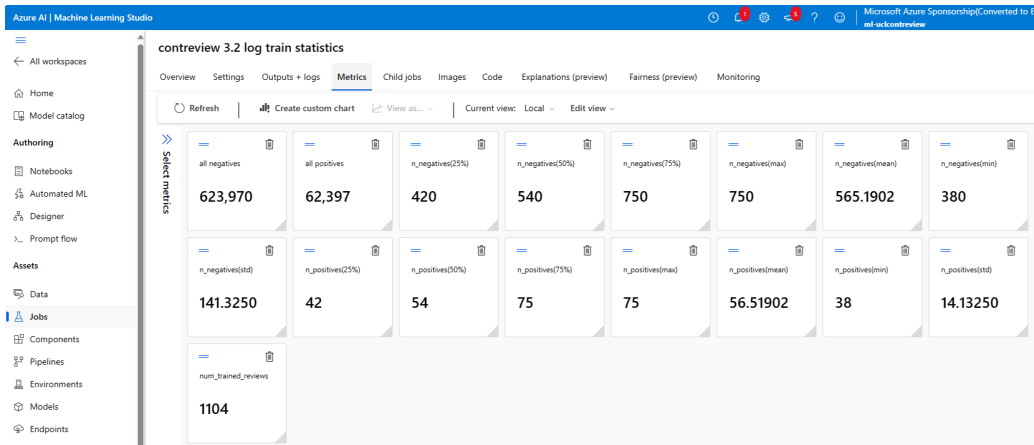 Azure AI | Machine Learning Studio
1
5
?
Microsoft Azure Sponsorship(Converted to E
ml-uclcontreview
All workspaces
Home
Model catalog
Authoring
Notebooks
Automated ML
Designer
Prompt flow
Assets
Data
Jobs
Components
Pipelines
Environments
Models
Endpoints
contreview 3.2 log train statistics
Overview Settings Outputs + logs Metrics Child jobs Images Code Explanations (preview) Fairness (preview) Monitoring
Refresh Create custom chart View as... Current view: Local Edit view
Select metrics
all negatives
623,970
all positives
62,397
n_negatives(25%)
420
n_negatives(50%)
540
n_negatives(75%)
750
n_negatives(max)
750
n_negatives(mean)
565.1902
n_negatives(min)
380
n_negatives(std)
141.3250
n_positives(25%)
42
n_positives(50%)
54
n_positives(75%)
75
n_positives(max)
75
n_positives(mean)
56.51902
n_positives(min)
38
n_positives(std)
14.13250
num_trained_reviews
1104